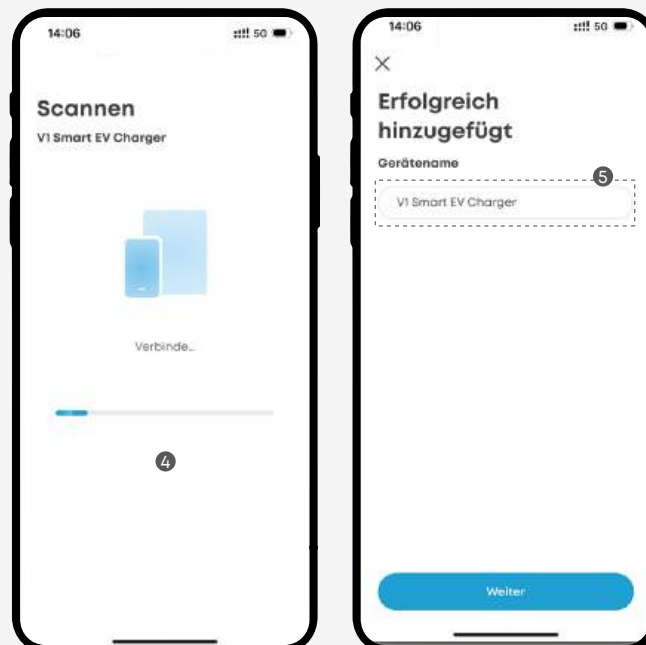 14:06 5G
Scannen
V1 Smart EV Charger
Verbinde...
4
14:06 5G
Erfolgreich
hinzugefügt
Gerätename
5
V1 Smart EV Charger
Weiter